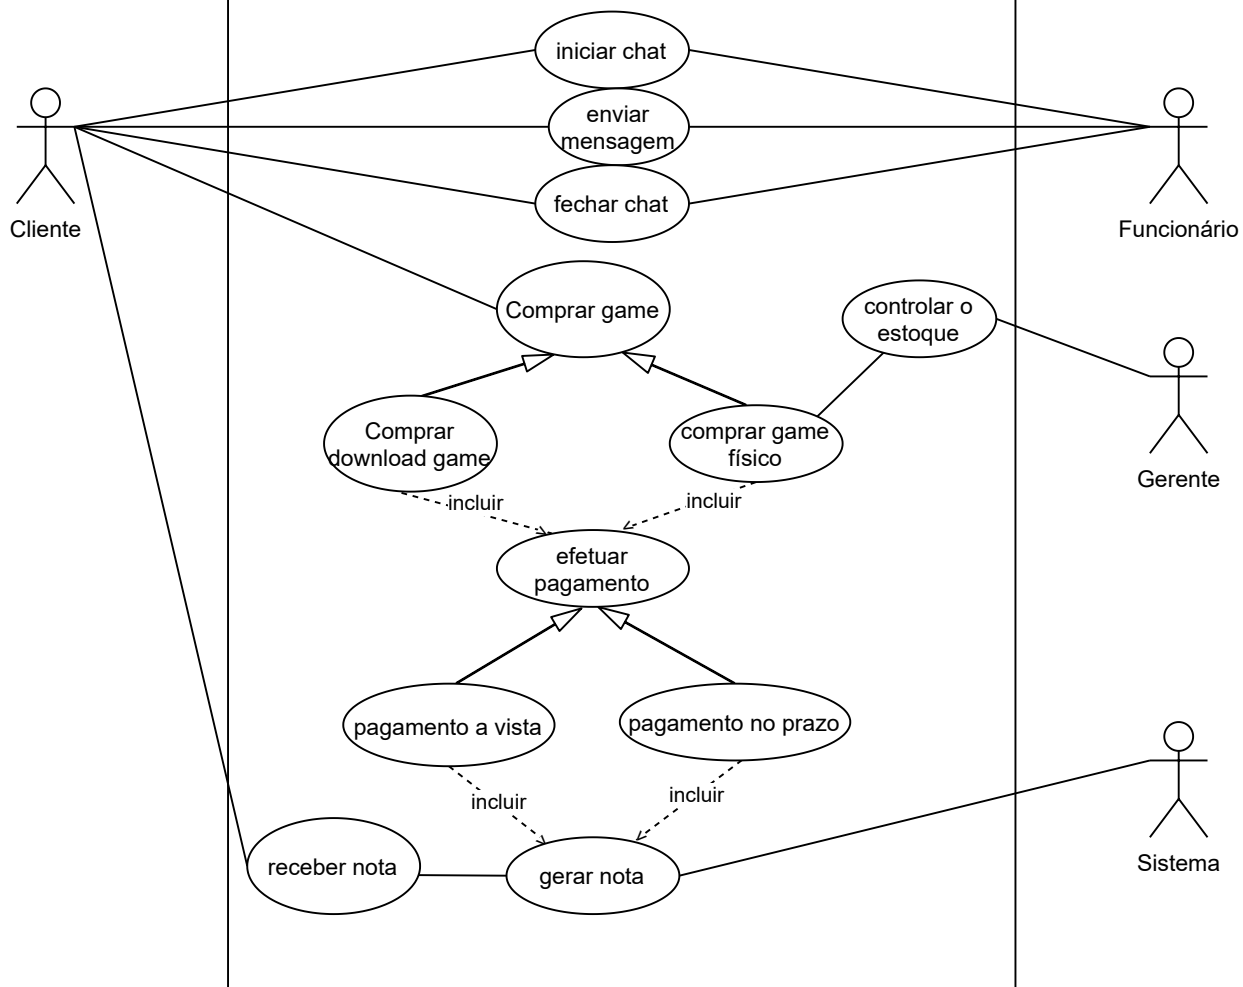 iniciar chat
enviar
mensagem
fechar chat
Cliente
Funcionário
Comprar game
controlar o
estoque
Comprar
download game
comprar game
físico
Gerente
incluir
incluir
efetuar
pagamento
pagamento a vista
pagamento no prazo
incluir
incluir
receber nota
gerar nota
Sistema